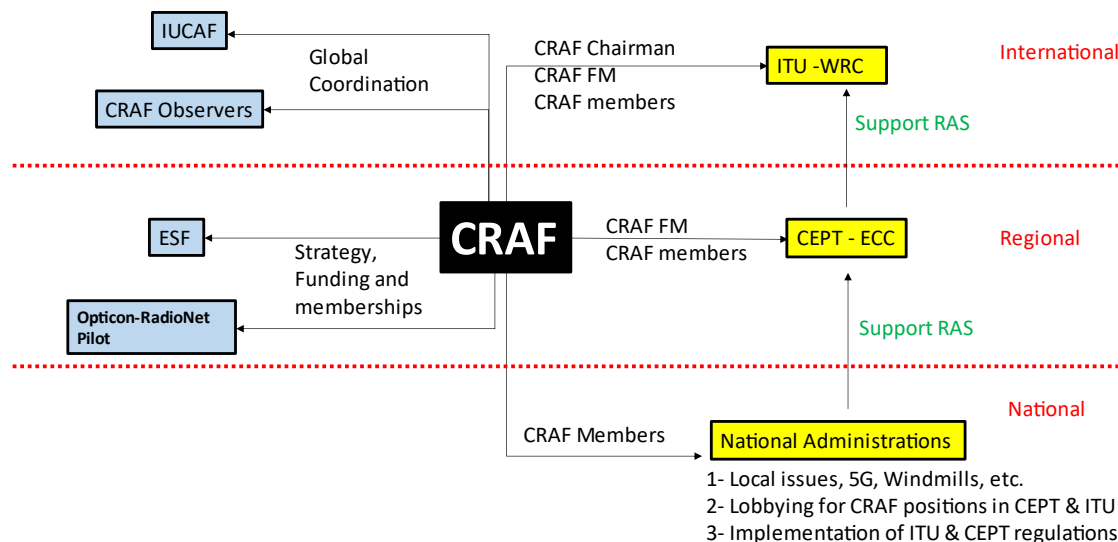 IUCAF
Global
Coordination
CRAF Observers
CRAF Chairman
CRAF FM
CRAF members
ITU -WRC
International
Support RAS
ESF
Strategy,
Funding and
memberships
Opticon-RadioNet
Pilot
CRAF
CRAF FM
CRAF members
CEPT - ECC
Regional
Support RAS
National
CRAF Members
National Administrations
1- Local issues, 5G, Windmills, etc.
2- Lobbying for CRAF positions in CEPT & ITU
3- Implementation of ITU & CEPT regulations